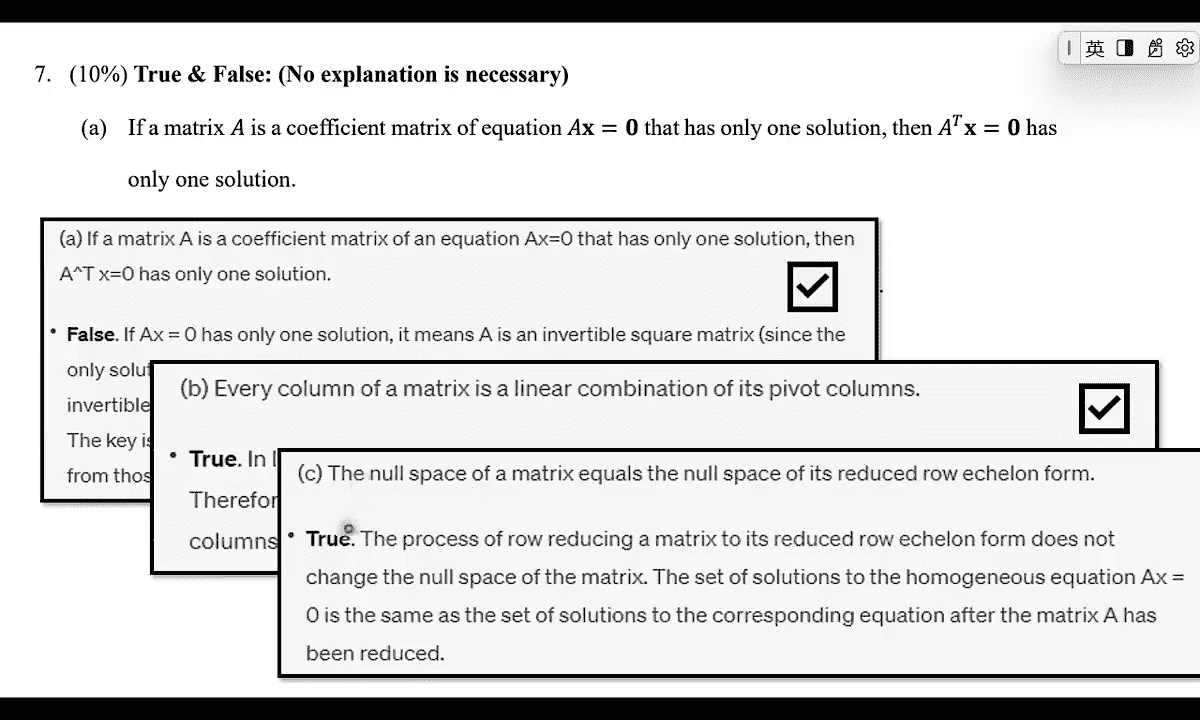 英
7. (10%) True & False: (No explanation is necessary)
(a) If a matrix A is a coefficient matrix of equation Ax = 0 that has only one solution, then Aᵀx = 0 has
only one solution.
(a) If a matrix A is a coefficient matrix of an equation Ax=0 that has only one solution, then
A^T x=0 has only one solution.
• False. If Ax = 0 has only one solution, it means A is an invertible square matrix (since the
only
invertible
The key
from
(b) Every column of a matrix is a linear combination of its pivot columns.
• True. In
columns
(c) The null space of a matrix equals the null space of its reduced row echelon form.
• True. The process of row reducing a matrix to its reduced row echelon form does not
change the null space of the matrix. The set of solutions to the homogeneous equation Ax =
0 is the same as the set of solutions to the corresponding equation after the matrix A has
been reduced.